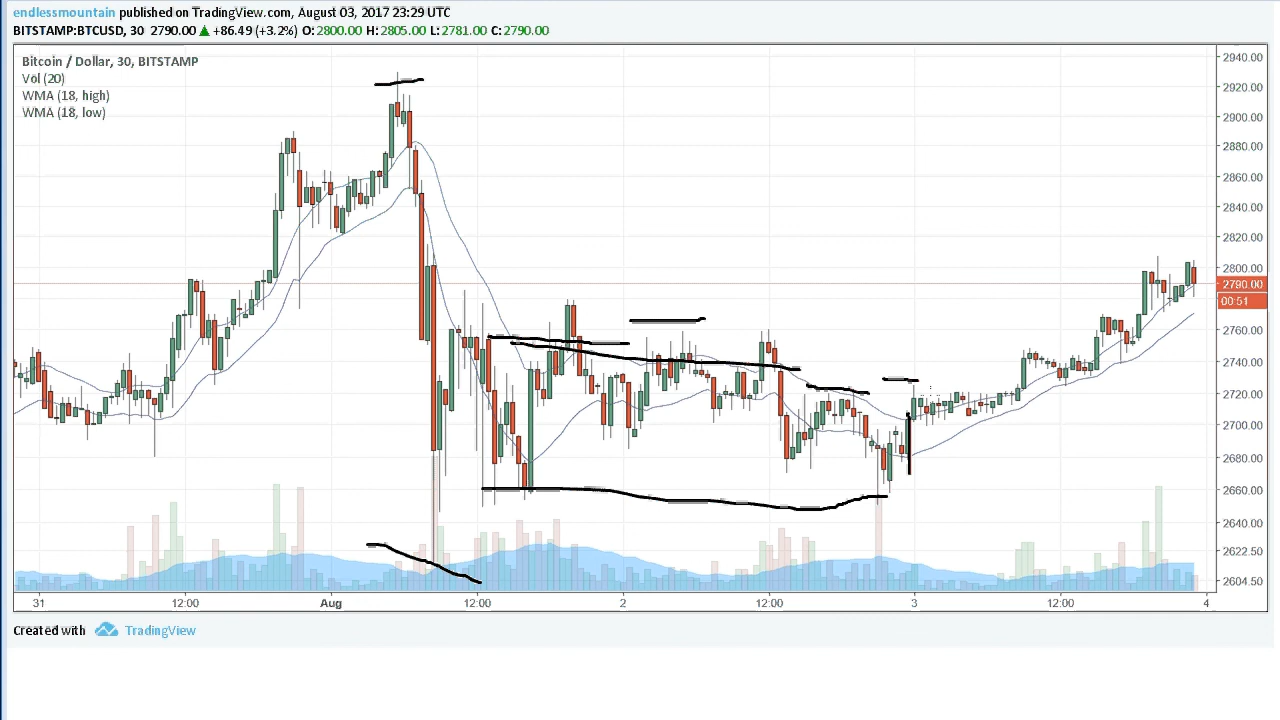 endlessmountain published on TradingView.com, August 03, 2017 23:29 UTC
BITSTAMP:BTCUSD, 30 2790.00 ▲ +86.49 (+3.2%) O:2800.00 H:2805.00 L:2781.00 C:2790.00
Bitcoin / Dollar, 30, BITSTAMP
Vol (20)
WMA (18, high)
WMA (18, low)
2940.00
2920.00
2900.00
2880.00
2860.00
2840.00
2820.00
2800.00
2790.00
00:51
2760.00
2740.00
2720.00
2700.00
2680.00
2660.00
2640.00
2622.50
2604.50
31 12:00 Aug 12:00 2 12:00 3 12:00 4
Created with TradingView